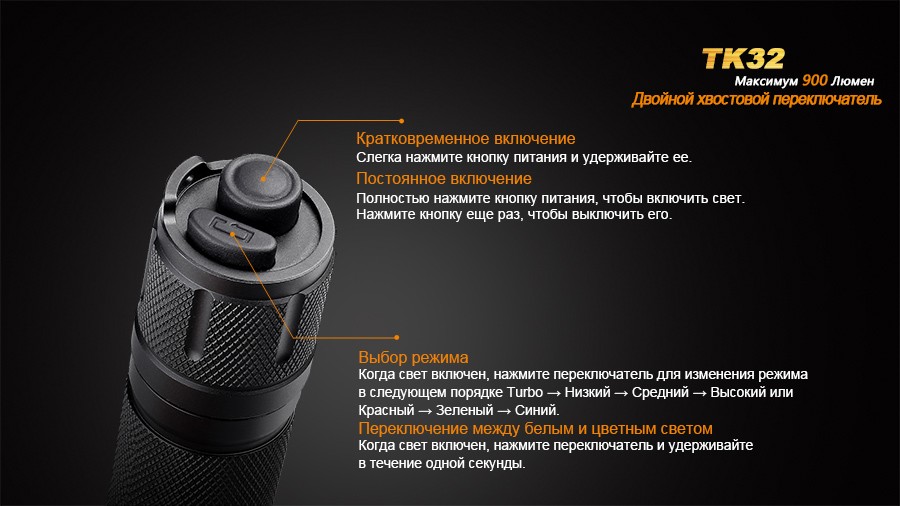 TK32
Максимум 900 Люмен
Двойной хвостовой переключатель
Кратковременное включение
Слегка нажмите кнопку питания и удерживайте ее.
Постоянное включение
Полностью нажмите кнопку питания, чтобы включить свет.
Нажмите кнопку еще раз, чтобы выключить его.
Выбор режима
Когда свет включен, нажмите переключатель для изменения режима
в следующем порядке Turbo → Низкий → Средний → Высокий или
Красный → Зеленый → Синий.
Переключение между белым и цветным светом
Когда свет включен, нажмите переключатель и удерживайте
в течение одной секунды.